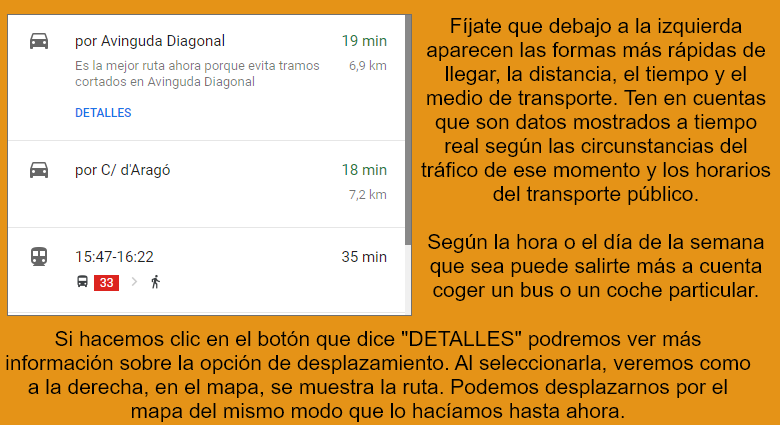 por Avinguda Diagonal
19 min
Es la mejor ruta ahora porque evita tramos
6,9 km
cortados en Avinguda Diagonal
DETALLES
por C/ d'Aragó
18 min
7,2 km
15:47-16:22
35 min
33
Fíjate que debajo a la izquierda
aparecen las formas más rápidas de
llegar, la distancia, el tiempo y el
medio de transporte. Ten en cuentas
que son datos mostrados a tiempo
real según las circunstancias del
tráfico de ese momento y los horarios
del transporte público.
Según la hora o el día de la semana
que sea puede salirte más a cuenta
coger un bus o un coche particular.
Si hacemos clic en el botón que dice "DETALLES" podremos ver más
información sobre la opción de desplazamiento. Al seleccionarla, veremos como
a la derecha, en el mapa, se muestra la ruta. Podemos desplazarnos por el
mapa del mismo modo que lo hacíamos hasta ahora.